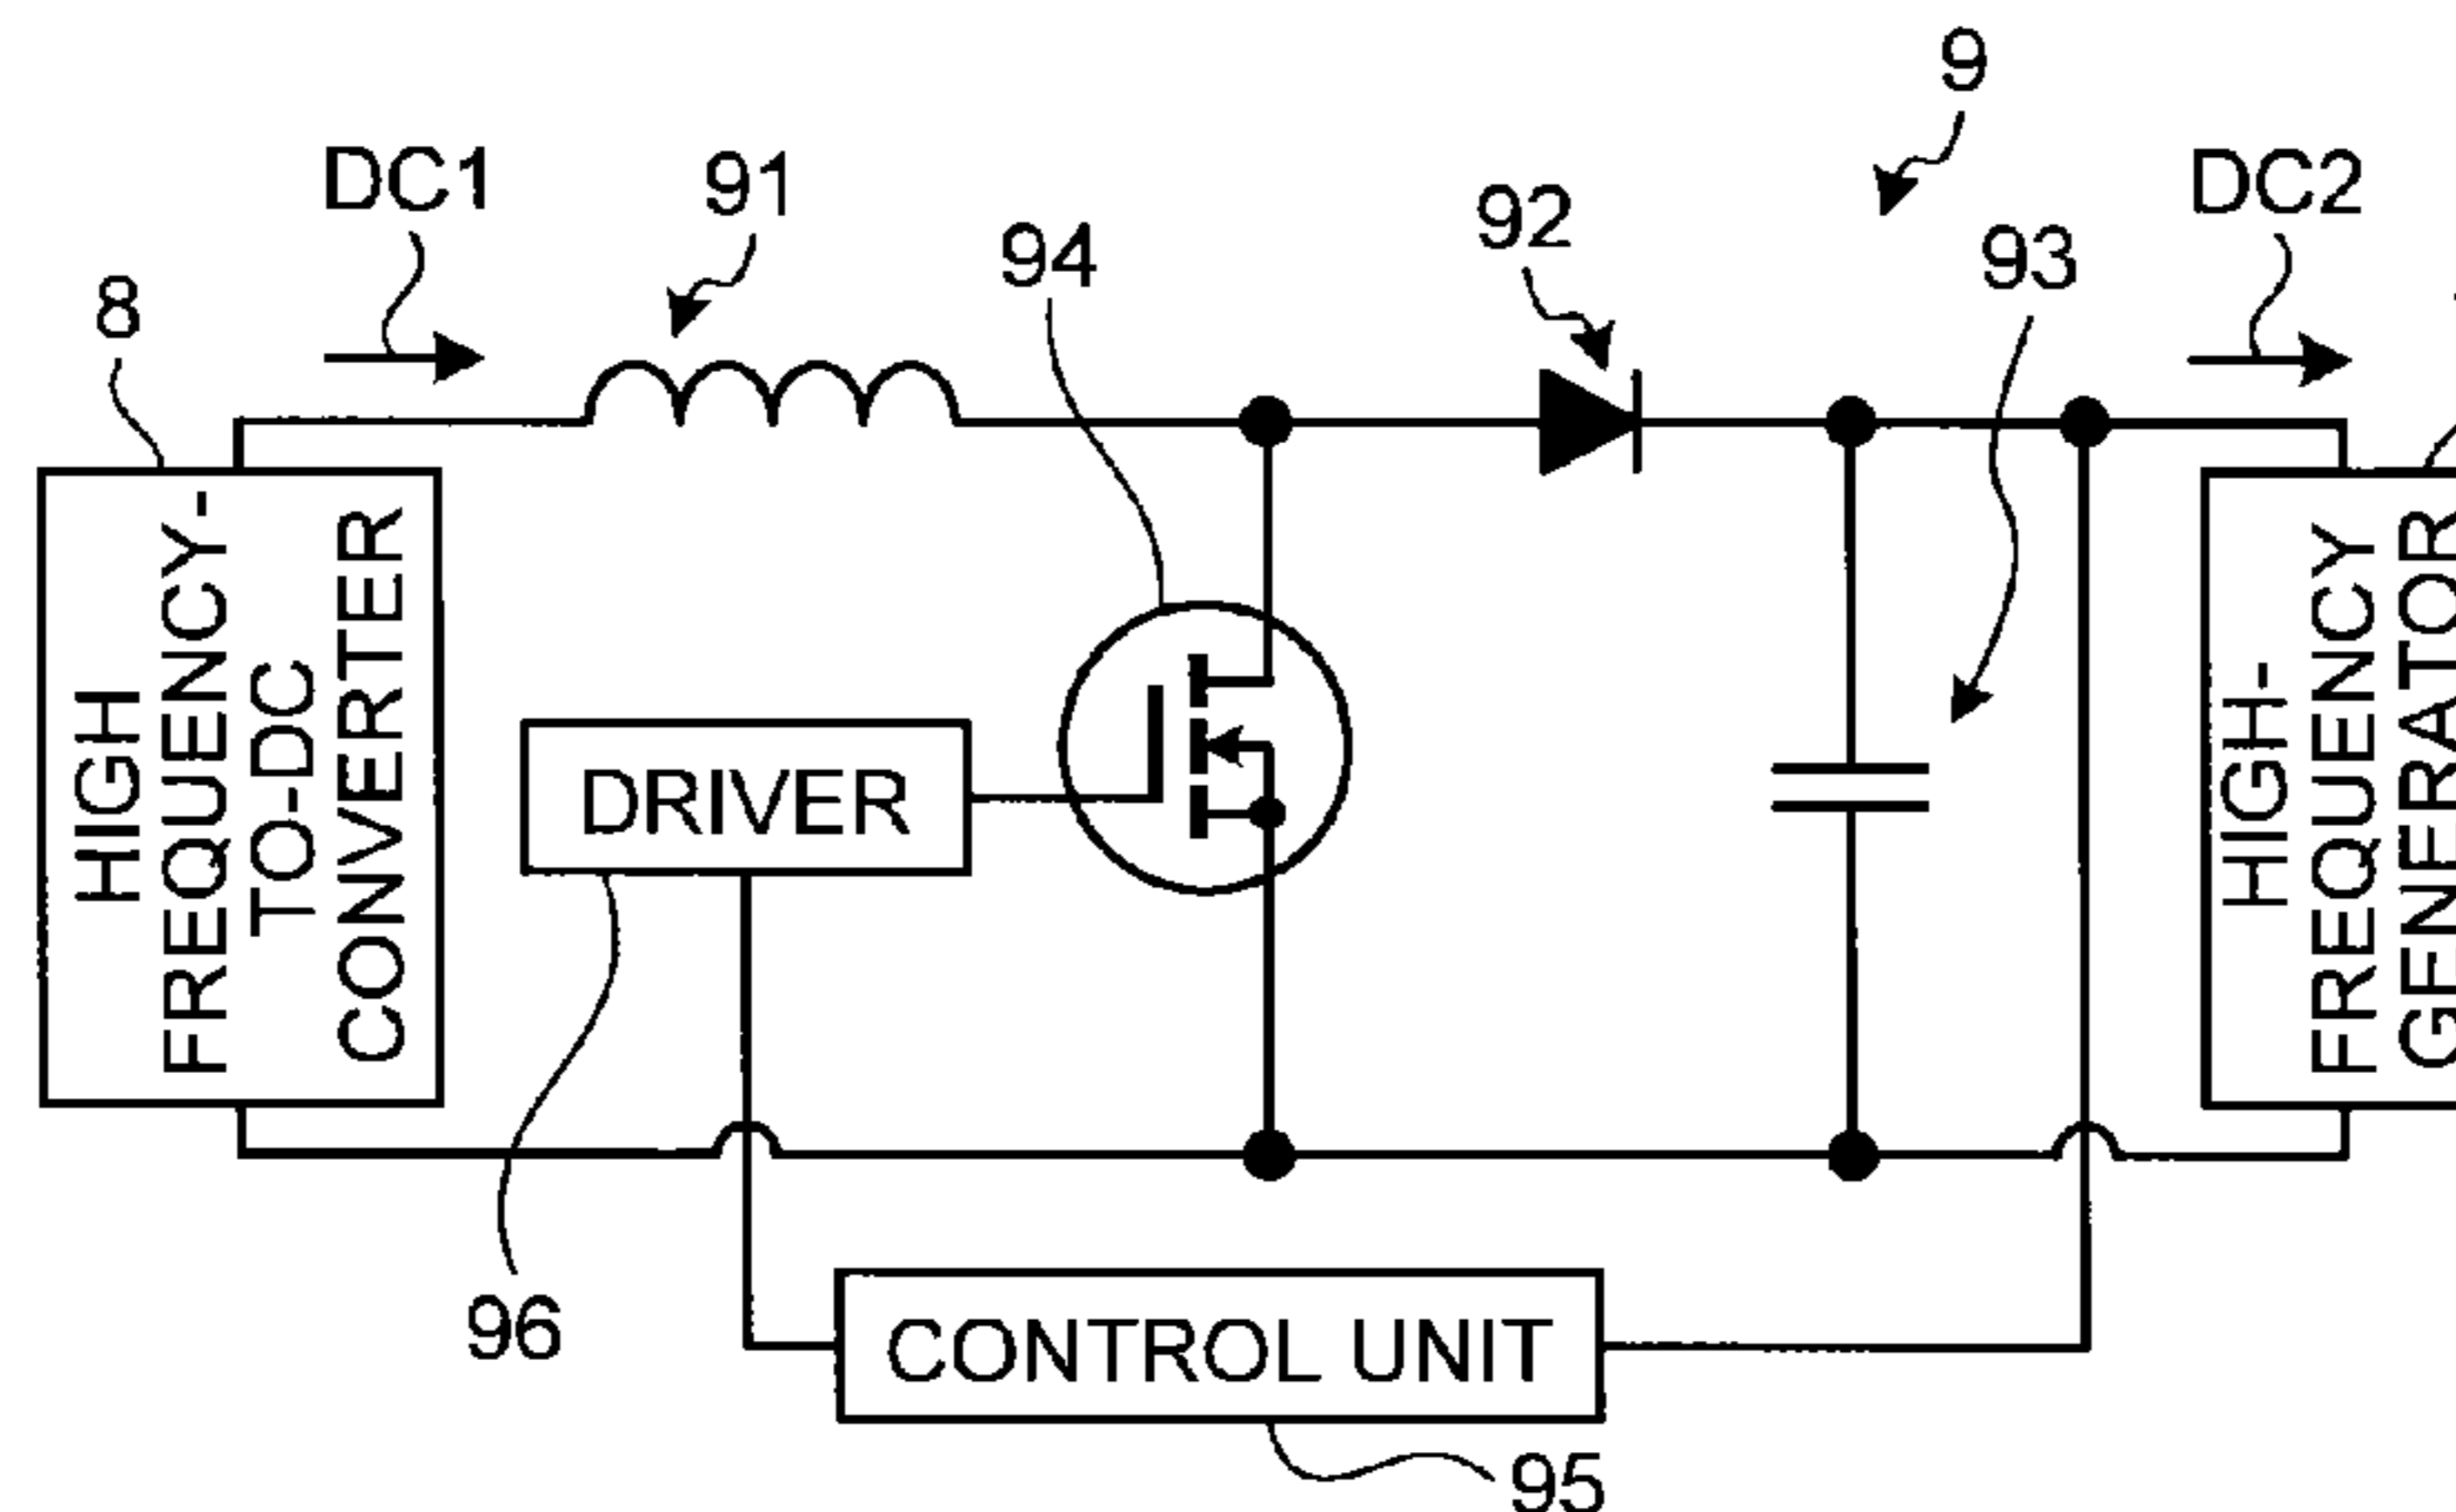 9
DC1
91
92
DC2
94
93
8
HIGH
FREQUENCY-
TO-DC
CONVERTER
DRIVER
HIGH-
FREQUENCY
GENERATOR
96
CONTROL UNIT
95